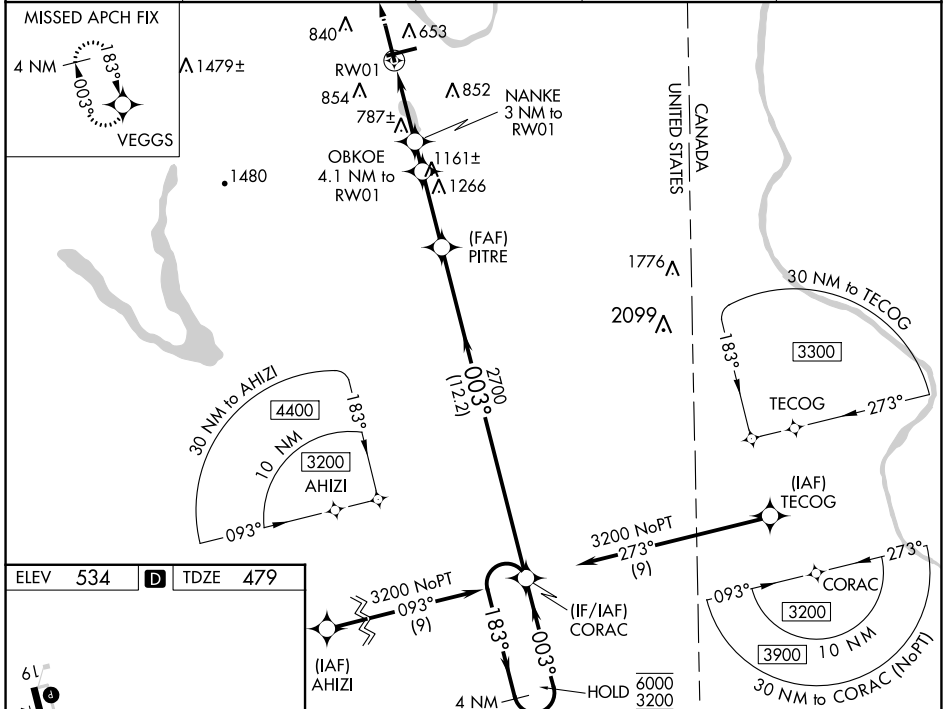 MISSED APCH FIX
4 NM
183°
003°
VEGGS
1479±
840
653
RW01
854
852
787±
NANKE
3 NM to
RW01
OBKOE
4.1 NM to
RW01
1161±
1266
1480
(FAF)
PITRE
CANADA
UNITED STATES
1776
2099
30 NM to TECOG
3300
183°
TECOG
273°
2700
003°
(12.2)
30 NM to AHIZI
4400
183°
10 NM
3200
AHIZI
093°
(IAF)
TECOG
3200 NoPT
273°
(9)
ELEV 534
D
TDZE 479
3200 NoPT
093°
(9)
(IAF)
AHIZI
(IF/IAF)
CORAC
183°
003°
4 NM
HOLD 6000
3200
093°
273°
CORAC
3200
10 NM
3900
30 NM to CORAC (NoPT)
19
P